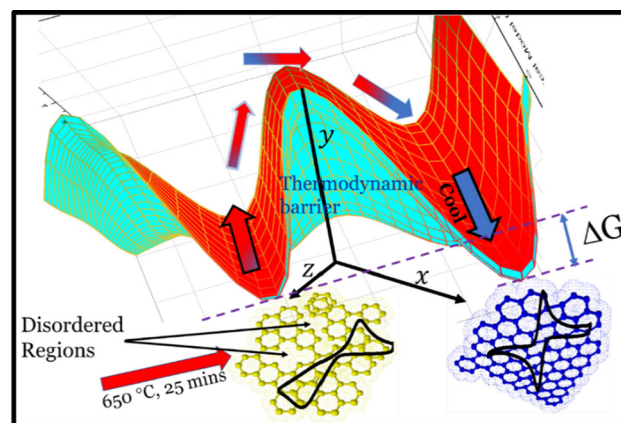 y
Thermodynamic
barrier
Cool
ΔG
z
x
Disordered
Regions
650 °C, 25 mins